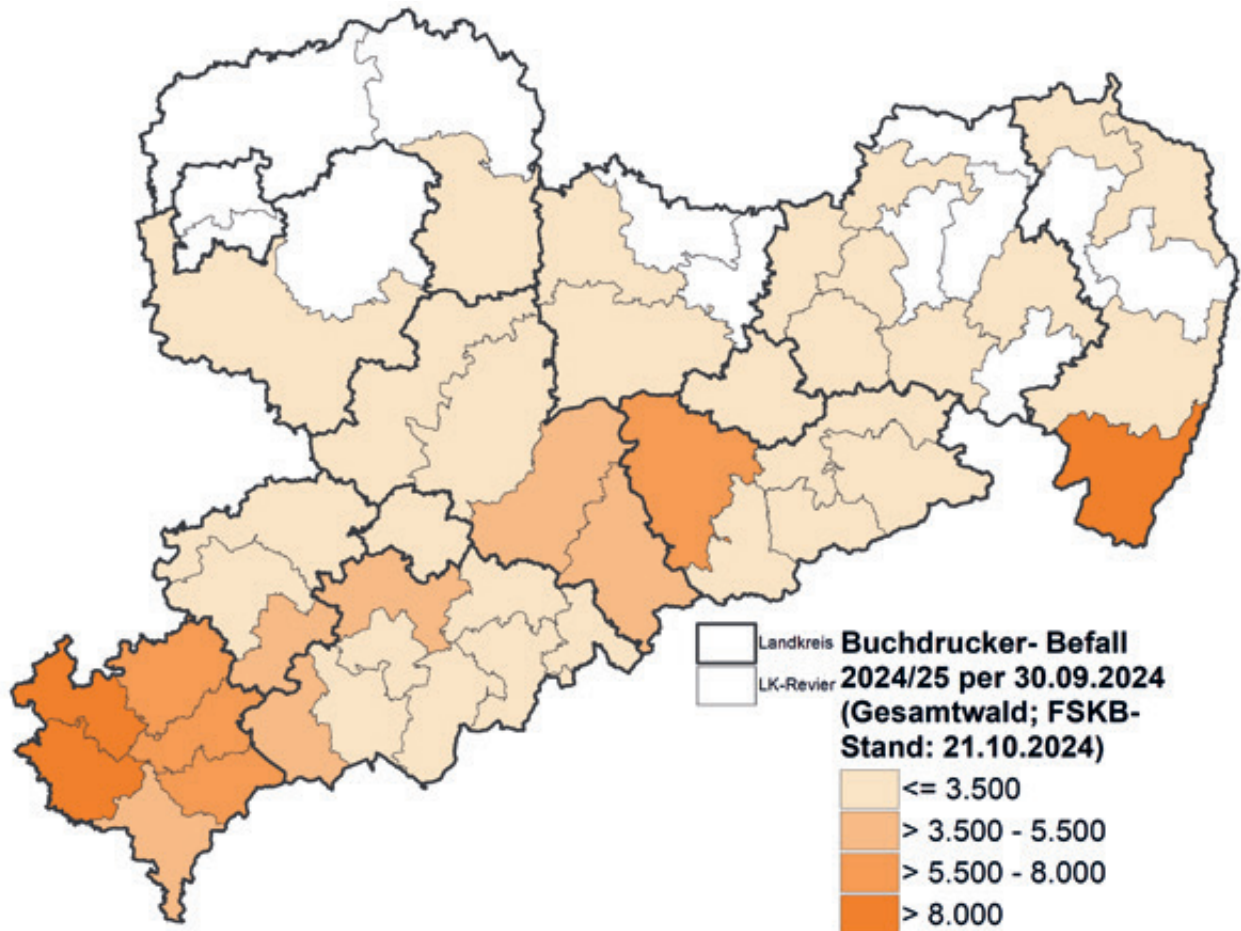 Landkreis
LK-Revier
Buchdrucker- Befall
2024/25 per 30.09.2024
(Gesamtwald; FSKB-
Stand: 21.10.2024)
<= 3.500
> 3.500 - 5.500
> 5.500 - 8.000
> 8.000